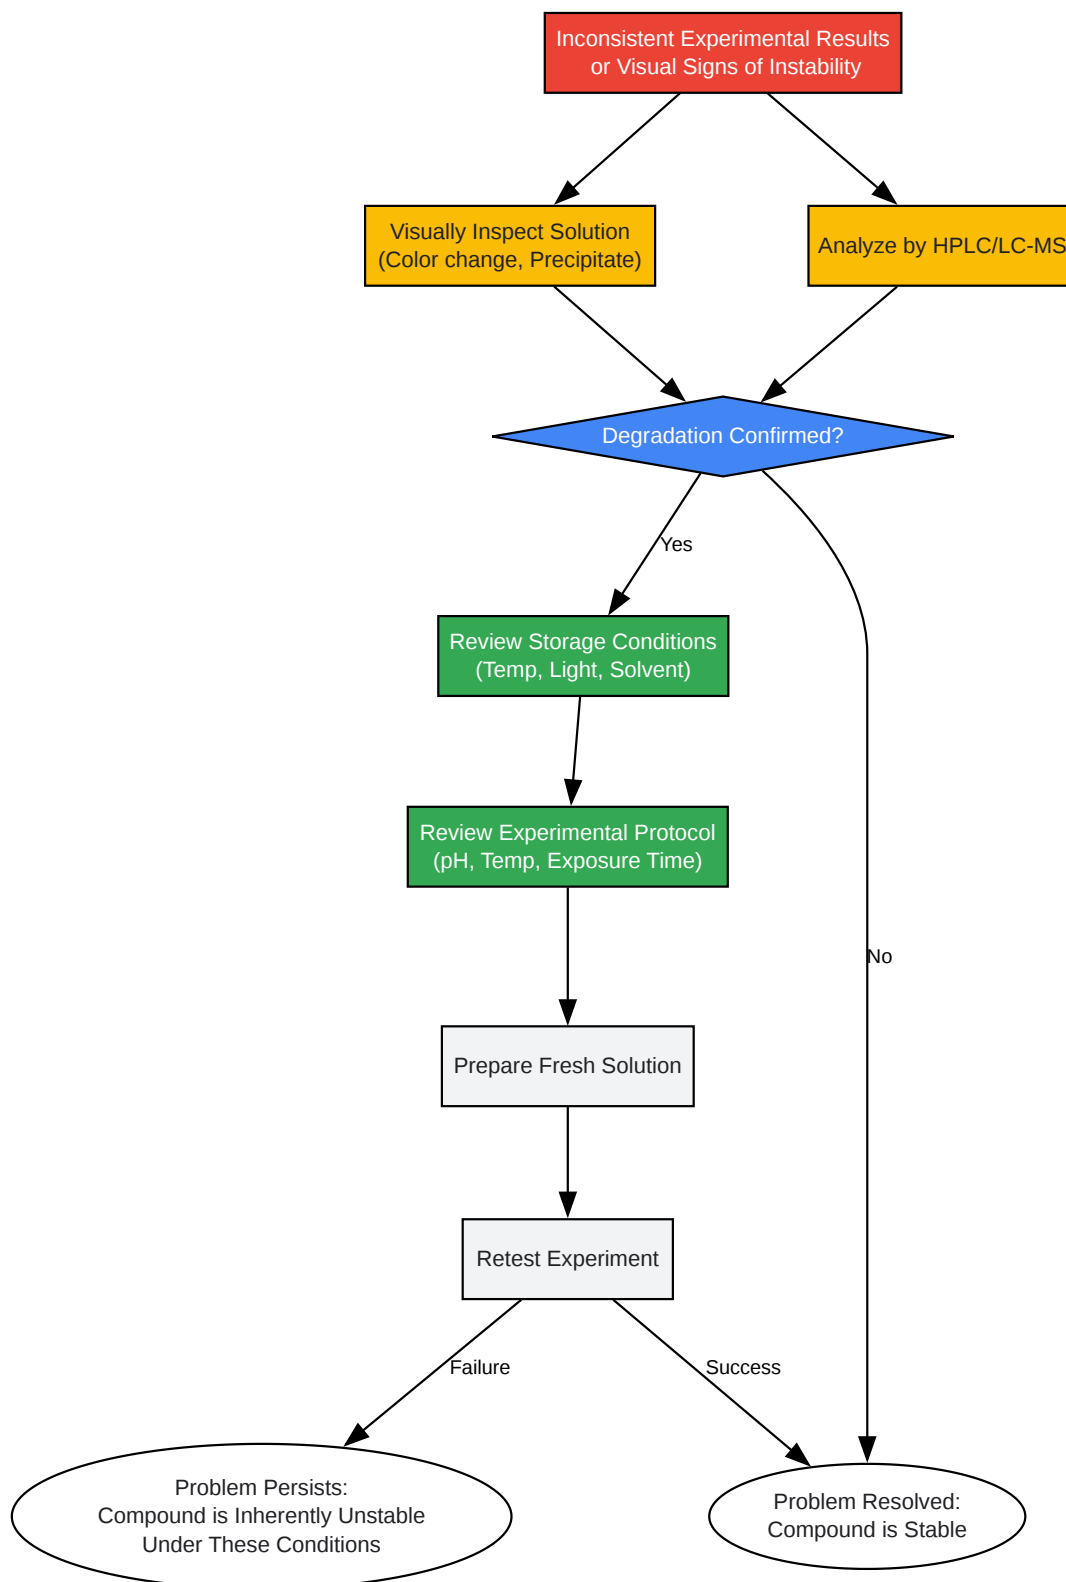 Inconsistent Experimental Results
or Visual Signs of Instability
Visually Inspect Solution
(Color change, Precipitate)
Analyze by HPLC/LC-MS
Degradation Confirmed?
Yes
Review Storage Conditions
(Temp, Light, Solvent)
Review Experimental Protocol
(pH, Temp, Exposure Time)
No
Prepare Fresh Solution
Retest Experiment
Failure
Success
Problem Persists:
Compound is Inherently Unstable
Under These Conditions
Problem Resolved:
Compound is Stable